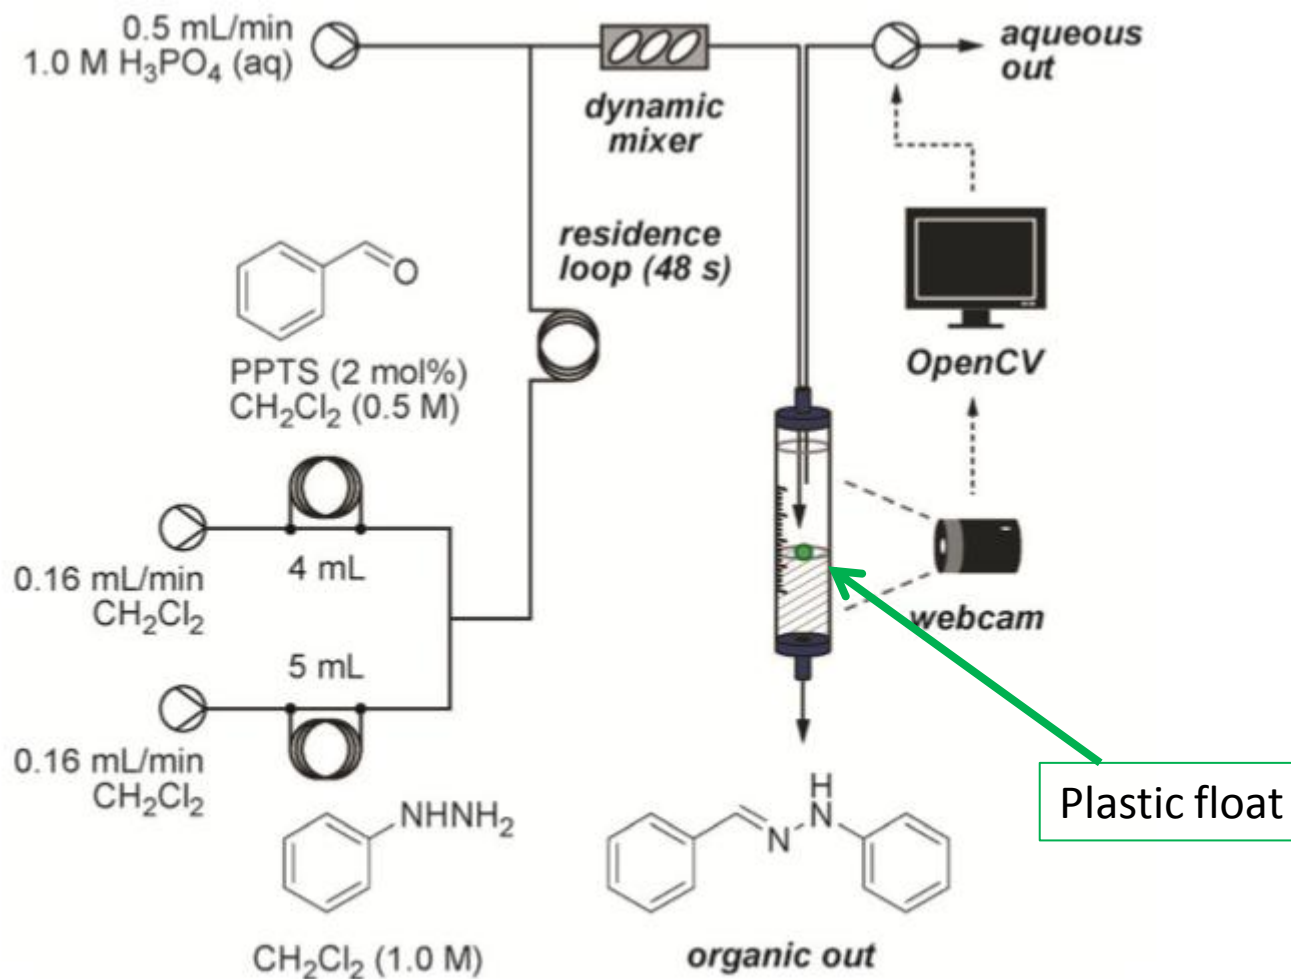 0.5 mL/min
1.0 M H₃PO₄ (aq)
dynamic
mixer
aqueous
out
residence
loop (48 s)
O
PPTS (2 mol%)
CH₂Cl₂ (0.5 M)
OpenCV
0.16 mL/min
CH₂Cl₂
4 mL
webcam
5 mL
0.16 mL/min
CH₂Cl₂
Plastic float
NHNH₂
CH₂Cl₂ (1.0 M)
H
N
N
organic out